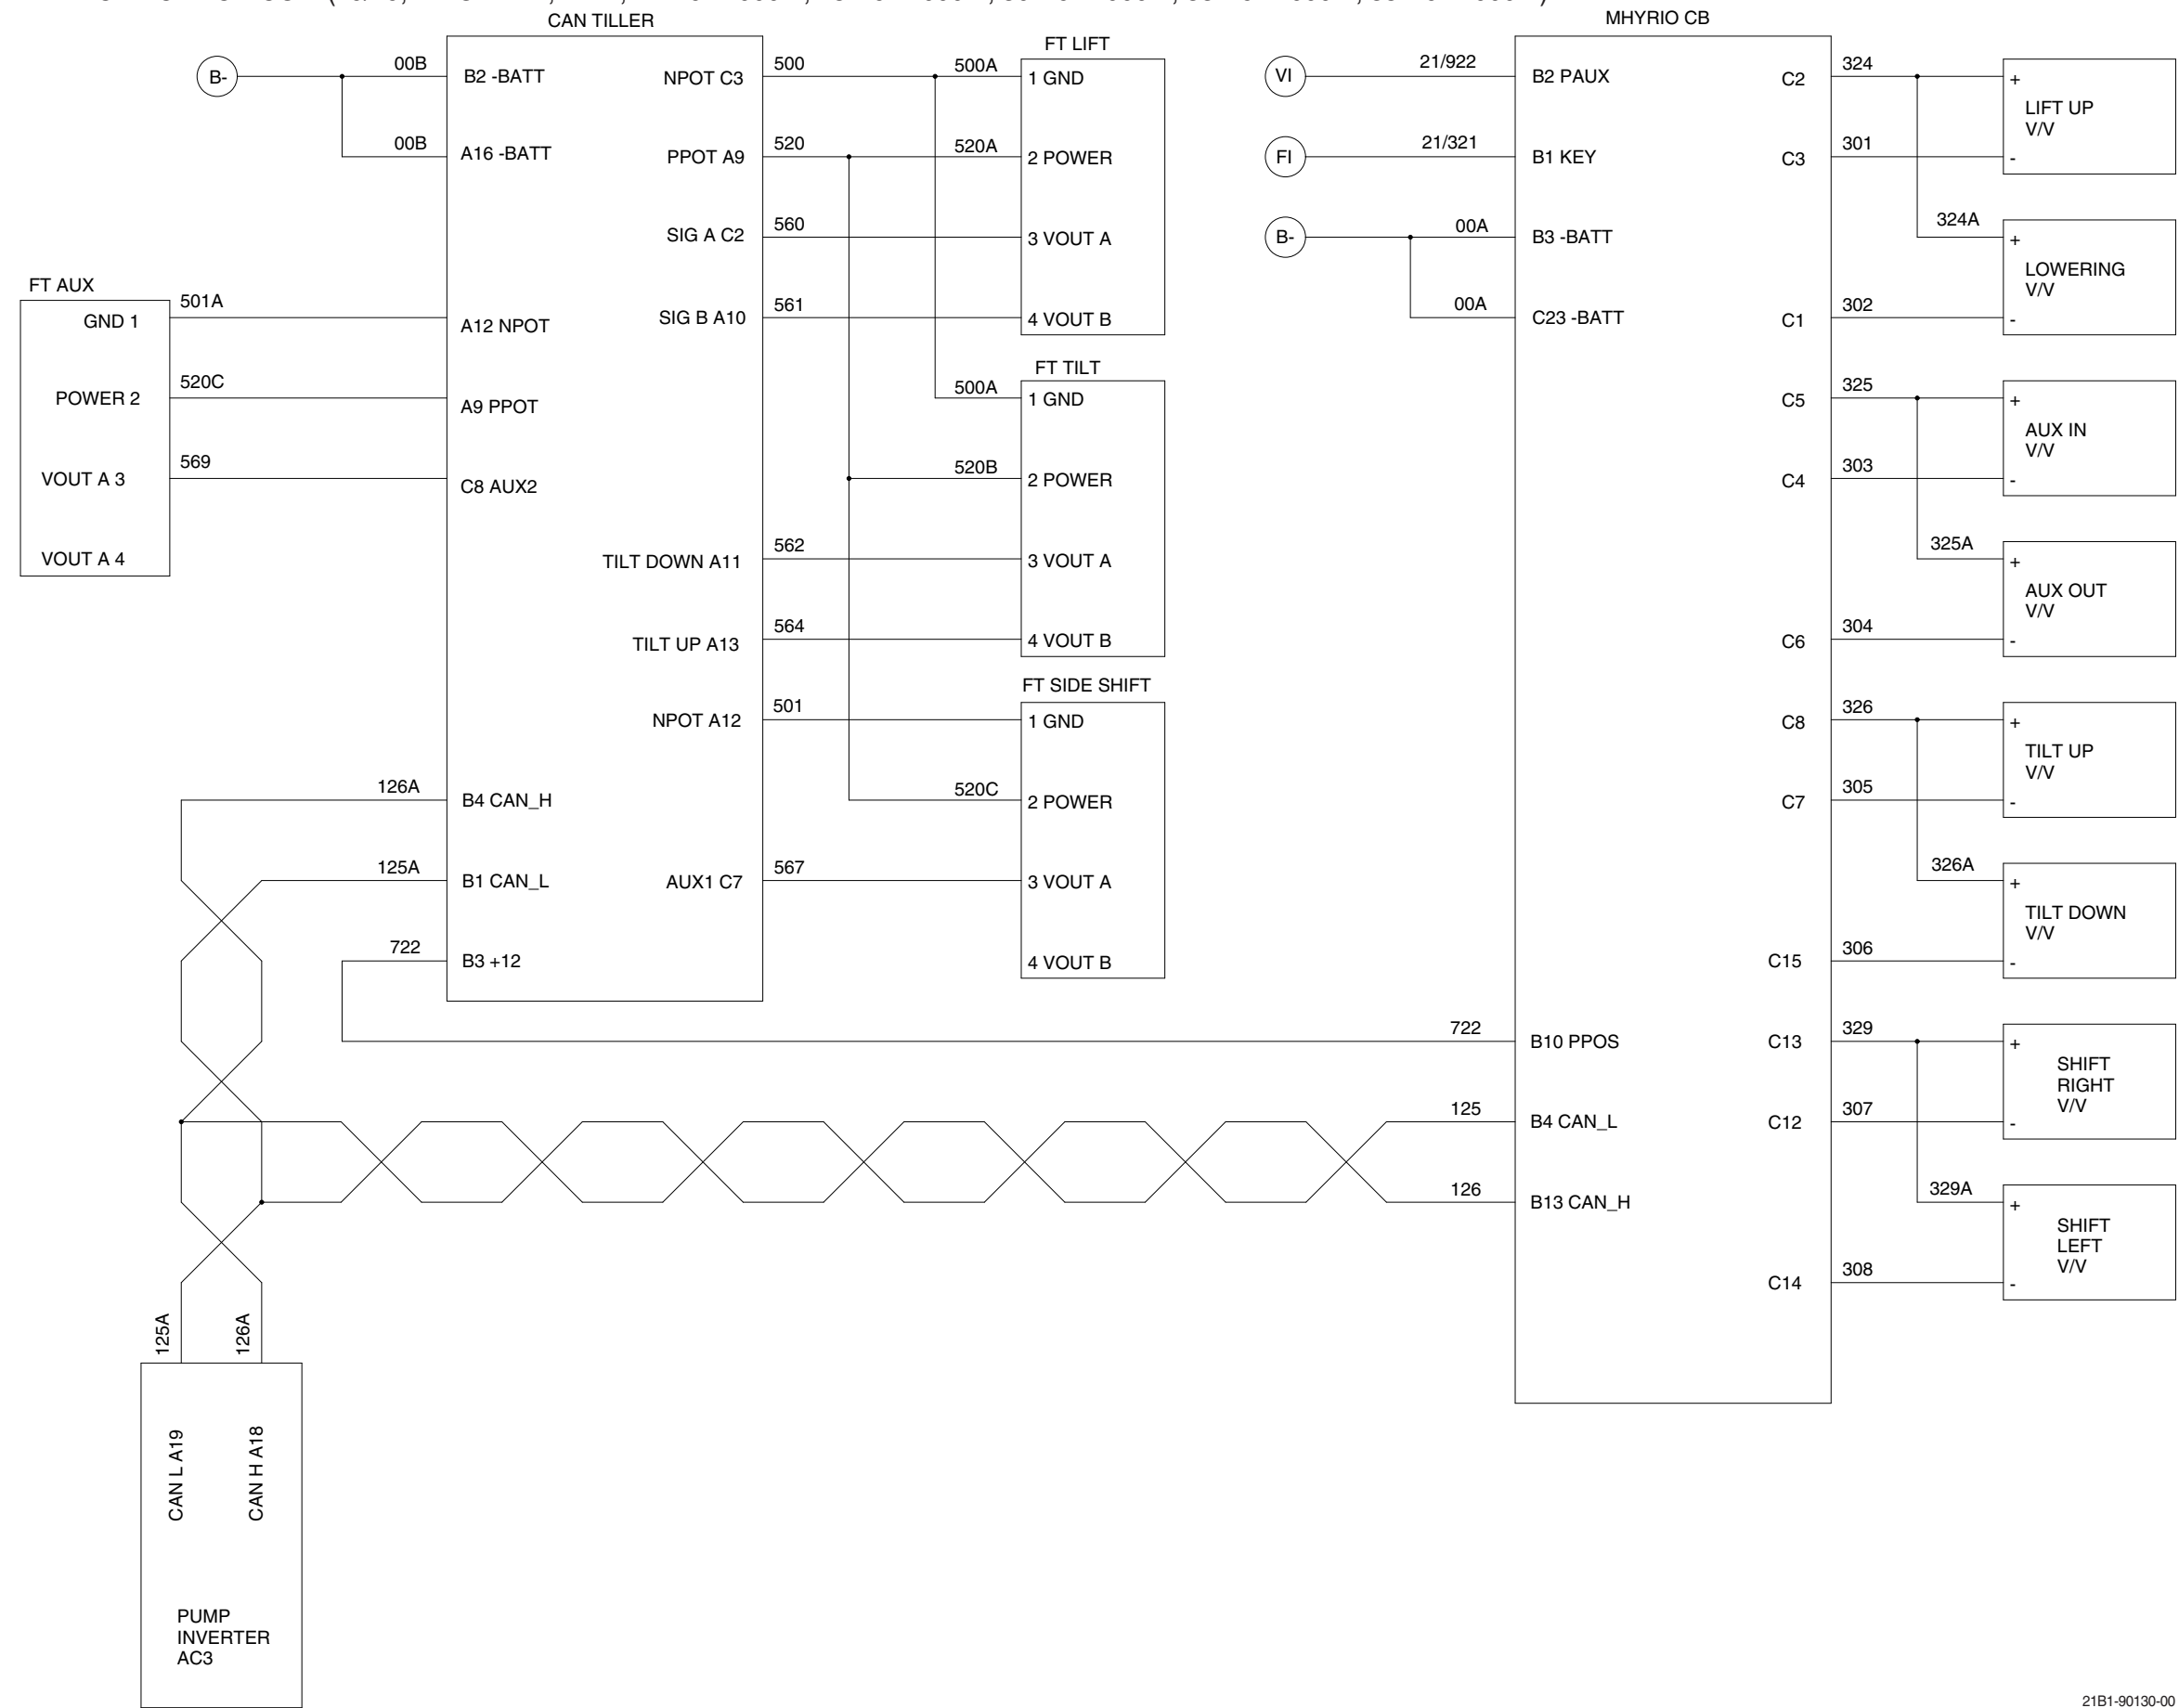 CAN TILLER
B-
00B
B2 -BATT
00B
A16 -BATT
NPOT C3
500
PPOT A9
520
SIG A C2
560
SIG B A10
561
FT LIFT
500A
1 GND
520A
2 POWER
3 VOUT A
4 VOUT B
FT AUX
GND 1
501A
A12 NPOT
POWER 2
520C
A9 PPOT
VOUT A 3
569
C8 AUX2
VOUT A 4
FT TILT
500A
1 GND
520B
2 POWER
TILT DOWN A11
562
3 VOUT A
TILT UP A13
564
4 VOUT B
FT SIDE SHIFT
NPOT A12
501
1 GND
520C
2 POWER
AUX1 C7
567
3 VOUT A
4 VOUT B
126A
B4 CAN_H
125A
B1 CAN_L
722
B3 +12
125A
126A
CAN L A19
CAN H A18
PUMP
INVERTER
AC3
MHYRIO CB
VI
21/922
B2 PAUX
FI
21/321
B1 KEY
B-
00A
B3 -BATT
00A
C23 -BATT
722
B10 PPOS
125
B4 CAN_L
126
B13 CAN_H
C2
324
+
LIFT UP
V/V
C3
301
-
324A
+
LOWERING
V/V
C1
302
-
C5
325
+
AUX IN
V/V
C4
303
-
325A
+
AUX OUT
V/V
C6
304
-
C8
326
+
TILT UP
V/V
C7
305
-
326A
+
TILT DOWN
V/V
C15
306
-
C13
329
+
SHIFT
RIGHT
V/V
C12
307
-
329A
+
SHIFT
LEFT
V/V
C14
308
-
21B1-90130-00